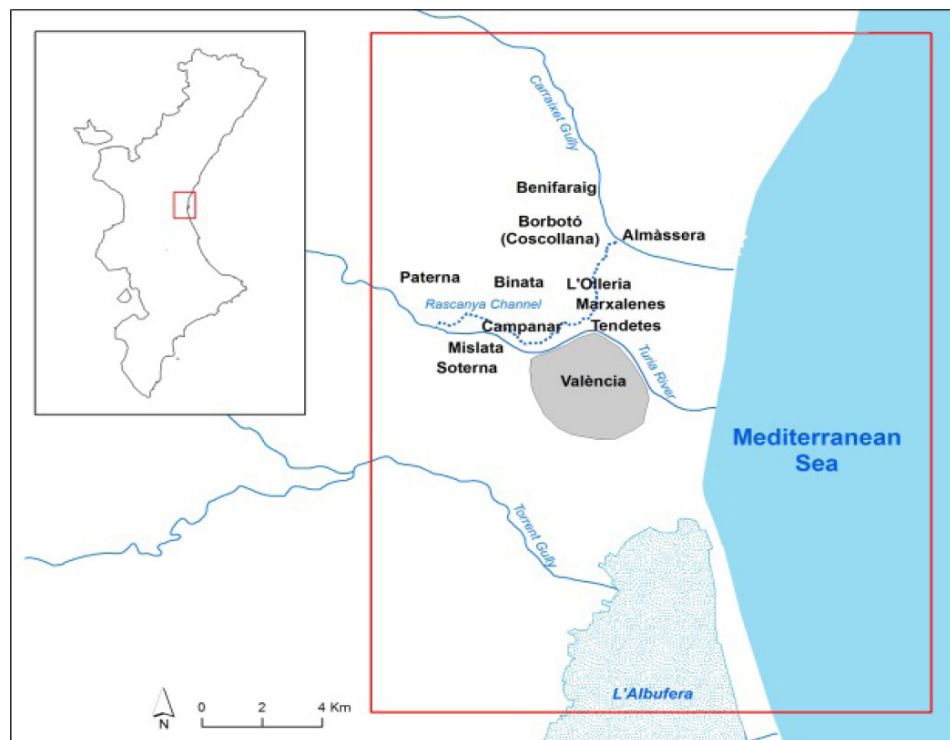 Carraixet Gully
Benifaraig
Borbotó
(Coscollana)
Almàssera
Paterna
Binata
L'Olleria
Rascanya Channel
Marxalenes
Campanar
Tendetes
Mislata
Soterna
València
Turia River
Mediterranean
Sea
Torrent Gully
L'Albufera
N
0 2 4 Km